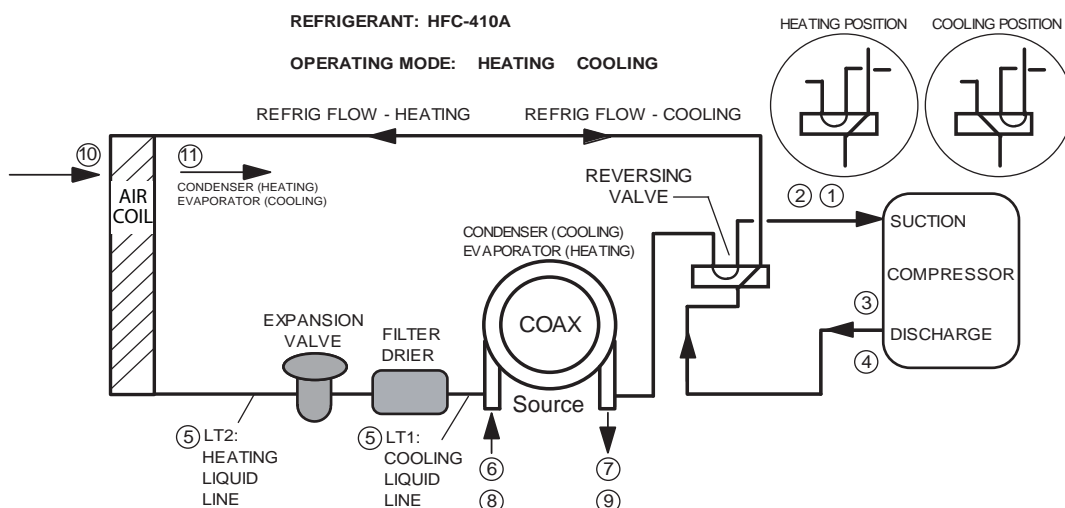 REFRIGERANT: HFC-410A
OPERATING MODE: HEATING COOLING
HEATING POSITION
COOLING POSITION
REFRIG FLOW - HEATING
REFRIG FLOW - COOLING
10
11
CONDENSER (HEATING)
EVAPORATOR (COOLING)
AIR
COIL
REVERSING
VALVE
2 1
SUCTION
COMPRESSOR
3
DISCHARGE
4
CONDENSER (COOLING)
EVAPORATOR (HEATING)
COAX
Source
EXPANSION
VALVE
FILTER
DRIER
5 LT2:
HEATING
LIQUID
LINE
5 LT1:
COOLING
LIQUID
LINE
6
8
7
9